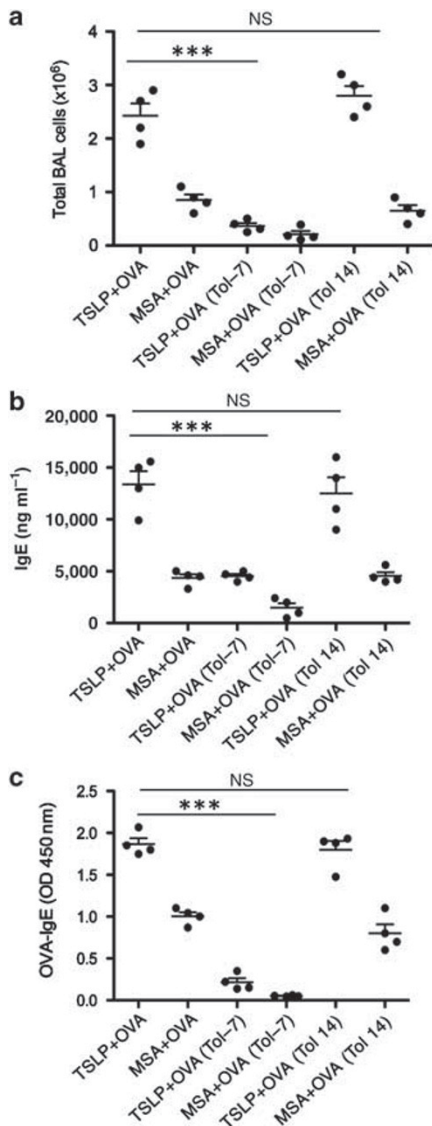 a
NS
***
Total BAL cells (x10⁶)
4
3
2
1
0
TSLP+OVA
MSA+OVA
TSLP+OVA (Tol–7)
MSA+OVA (Tol–7)
TSLP+OVA (Tol 14)
MSA+OVA (Tol 14)
b
NS
***
IgE (ng ml⁻¹)
20,000
15,000
10,000
5,000
0
TSLP+OVA
MSA+OVA
TSLP+OVA (Tol–7)
MSA+OVA (Tol–7)
TSLP+OVA (Tol 14)
MSA+OVA (Tol 14)
c
NS
***
OVA-IgE (OD 450 nm)
2.5
2.0
1.5
1.0
0.5
0.0
TSLP+OVA
MSA+OVA
TSLP+OVA (Tol–7)
MSA+OVA (Tol–7)
TSLP+OVA (Tol 14)
MSA+OVA (Tol 14)